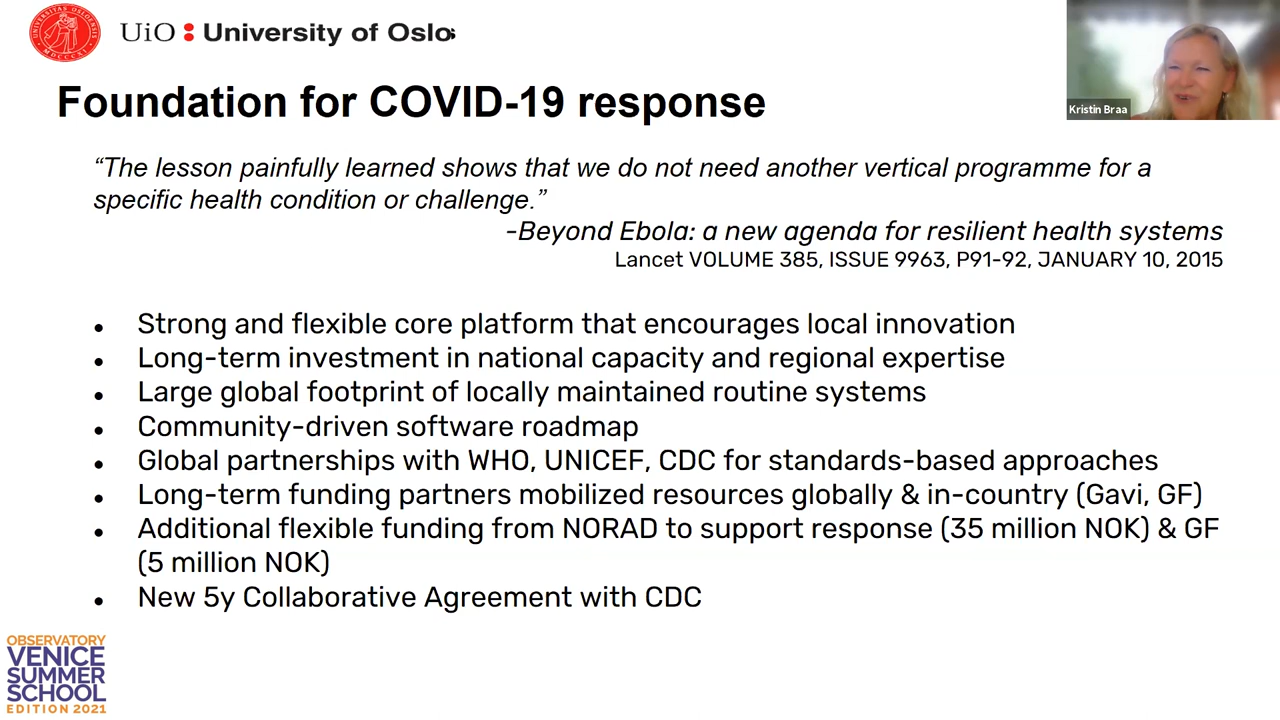 UiO : University of Oslo
Kristin Braa
Foundation for COVID-19 response
“The lesson painfully learned shows that we do not need another vertical programme for a
specific health condition or challenge.”
-Beyond Ebola: a new agenda for resilient health systems
Lancet VOLUME 385, ISSUE 9963, P91-92, JANUARY 10, 2015
• Strong and flexible core platform that encourages local innovation
• Long-term investment in national capacity and regional expertise
• Large global footprint of locally maintained routine systems
• Community-driven software roadmap
• Global partnerships with WHO, UNICEF, CDC for standards-based approaches
• Long-term funding partners mobilized resources globally & in-country (Gavi, GF)
• Additional flexible funding from NORAD to support response (35 million NOK) & GF
(5 million NOK)
• New 5y Collaborative Agreement with CDC
OBSERVATORY
VENICE
SUMMER
SCHOOL
EDITION 2021